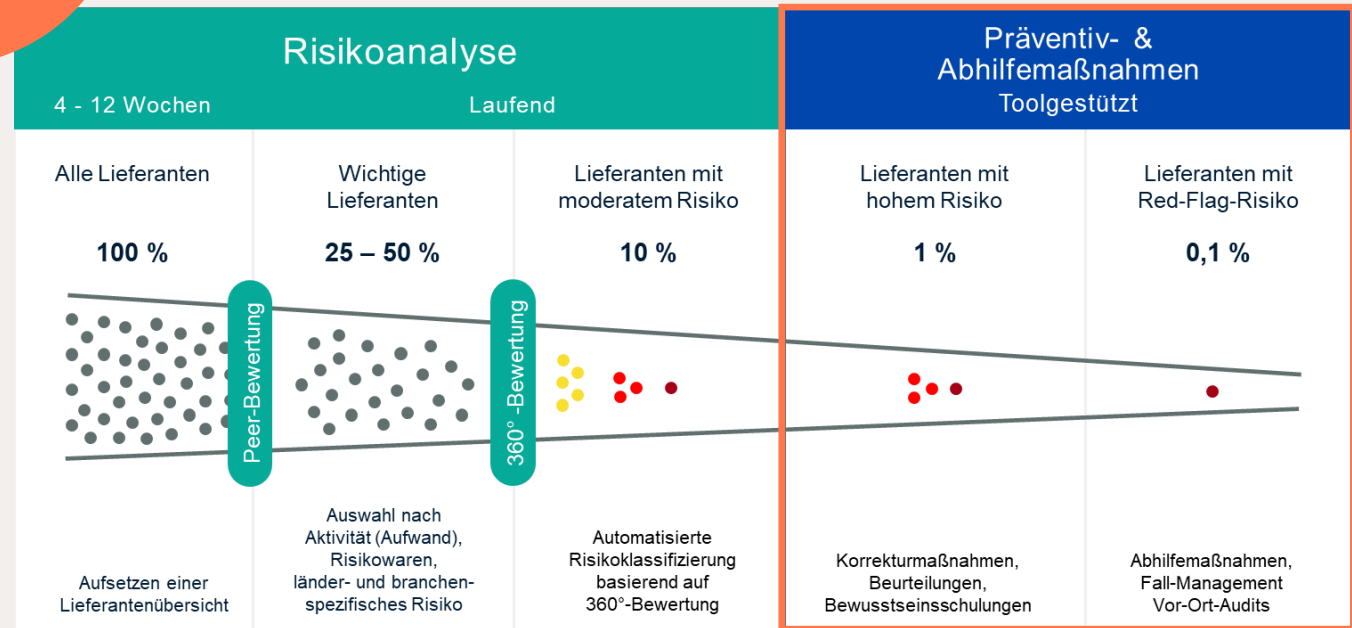 Risikoanalyse
4 - 12 Wochen
Laufend
Präventiv- &
Abhilfemaßnahmen
Toolgestützt
Alle Lieferanten
100 %
Wichtige
Lieferanten
25 – 50 %
Lieferanten mit
moderatem Risiko
10 %
Lieferanten mit
hohem Risiko
1 %
Lieferanten mit
Red-Flag-Risiko
0,1 %
Peer-Bewertung
360° -Bewertung
Aufsetzen einer
Lieferantenübersicht
Auswahl nach
Aktivität (Aufwand),
Risikowaren,
länder- und branchen-
spezifisches Risiko
Automatisierte
Risikoklassifizierung
basierend auf
360°-Bewertung
Korrekturmaßnahmen,
Beurteilungen,
Bewusstseinsschulungen
Abhilfemaßnahmen,
Fall-Management
Vor-Ort-Audits